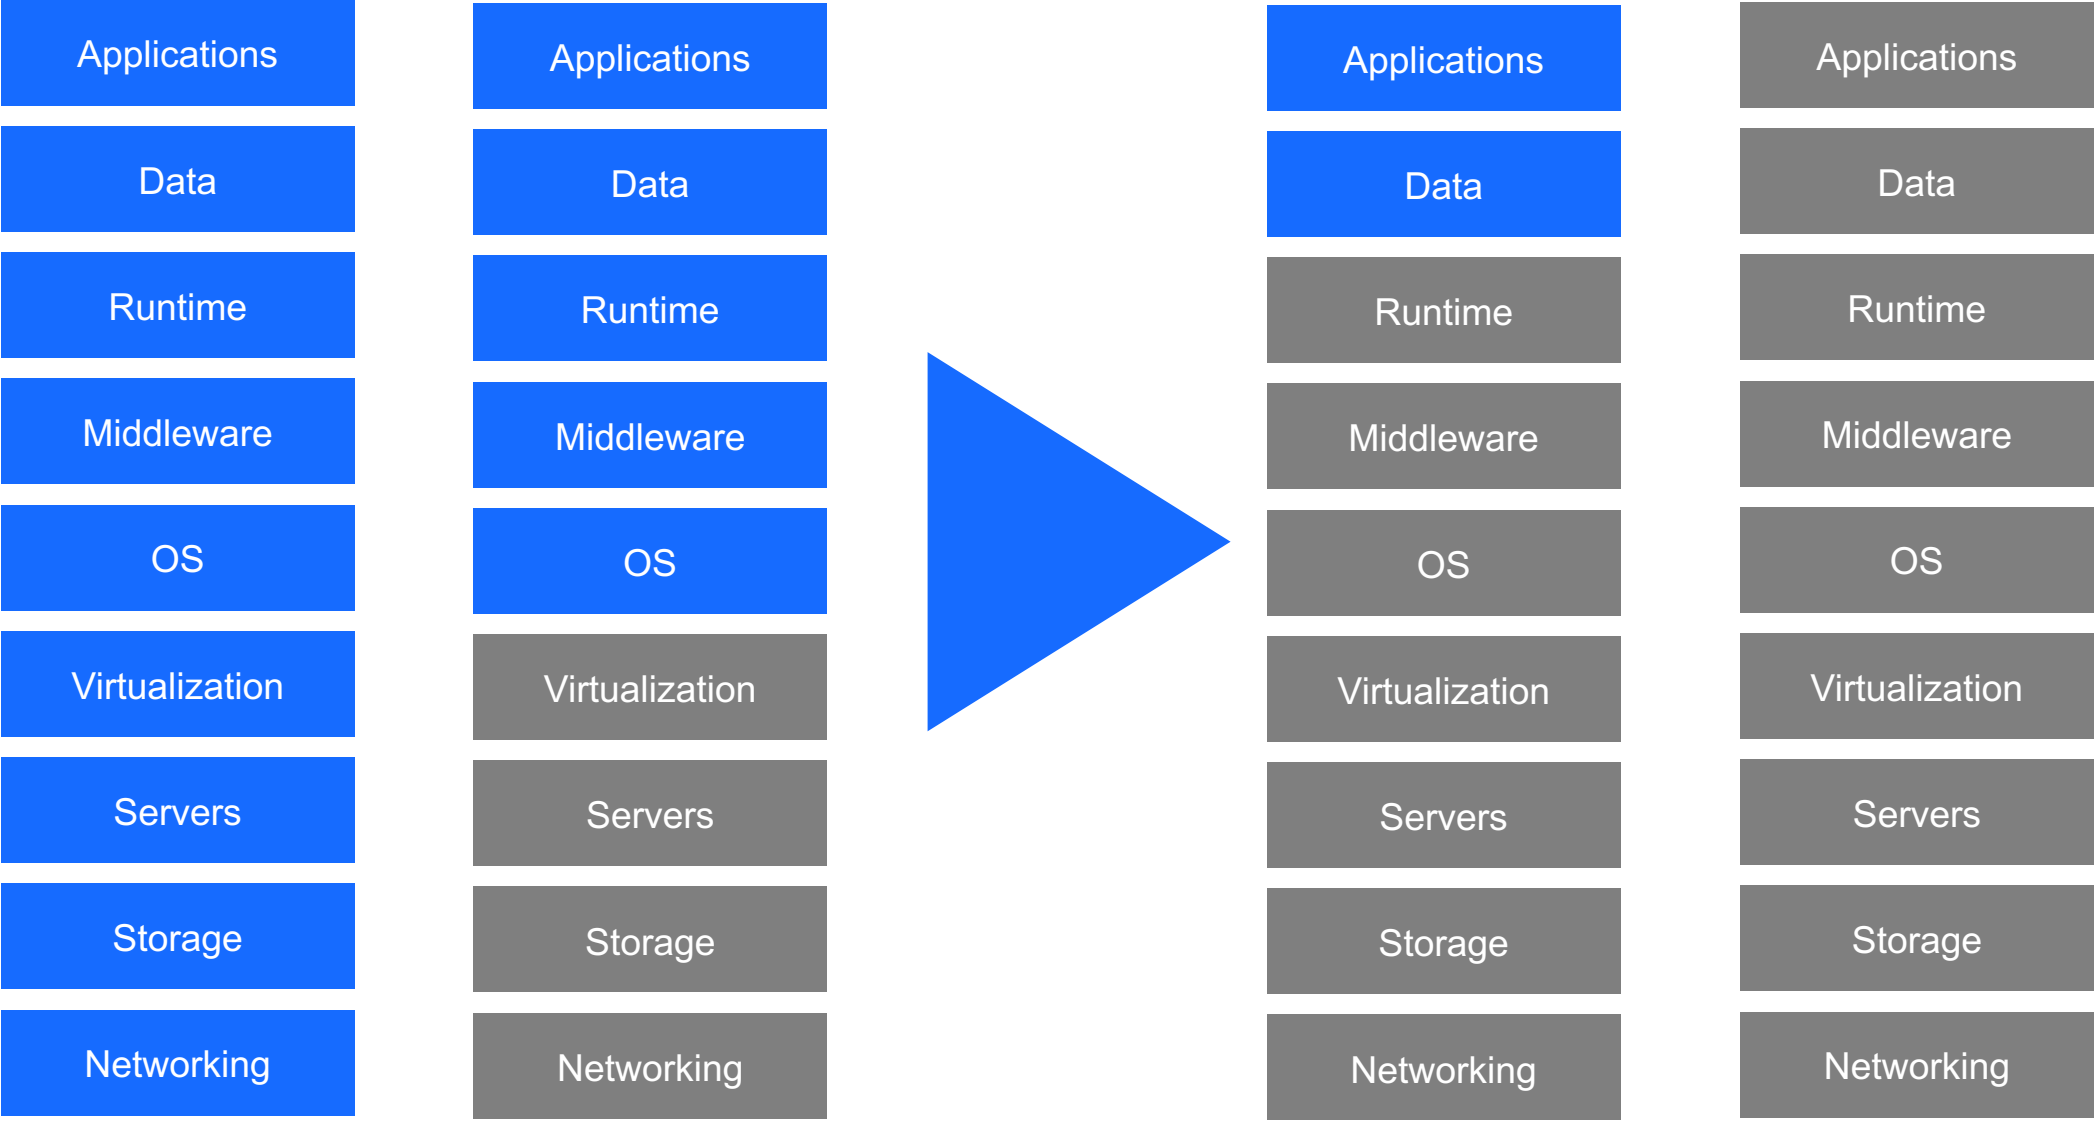 Applications
Data
Runtime
Middleware
OS
Virtualization
Servers
Storage
Networking
Applications
Data
Runtime
Middleware
OS
Virtualization
Servers
Storage
Networking
Applications
Data
Runtime
Middleware
OS
Virtualization
Servers
Storage
Networking
Applications
Data
Runtime
Middleware
OS
Virtualization
Servers
Storage
Networking